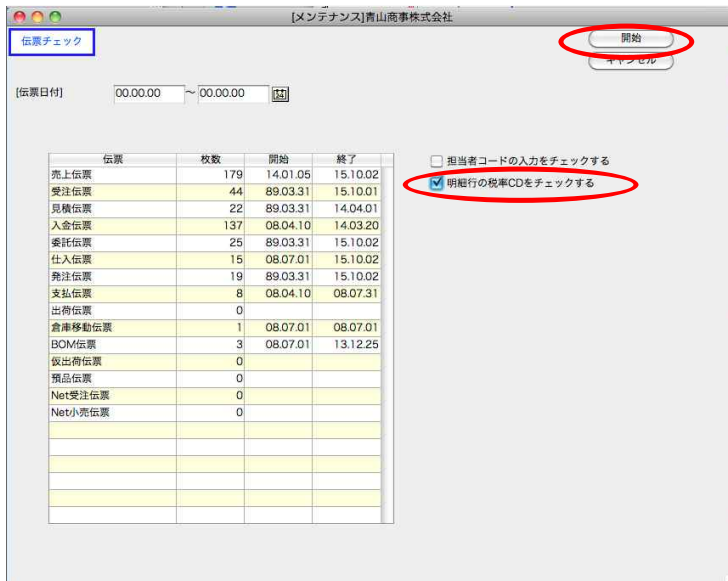 [メンテナンス]青山商事株式会社
伝票チェック
開始
キャンセル
[伝票日付] 00.00.00 ~ 00.00.00
伝票 枚数 開始 終了
売上伝票 179 14.01.05 15.10.02
受注伝票 44 89.03.31 15.10.01
見積伝票 22 89.03.31 14.04.01
入金伝票 137 08.04.10 14.03.20
委託伝票 25 89.03.31 15.10.02
仕入伝票 15 08.07.01 15.10.02
発注伝票 19 89.03.31 15.10.02
支払伝票 8 08.04.10 08.07.31
出荷伝票 0
倉庫移動伝票 1 08.07.01 08.07.01
BOM伝票 3 08.07.01 13.12.25
仮出荷伝票 0
預品伝票 0
Net受注伝票 0
Net小売伝票 0
担当者コードの入力をチェックする
明細行の税率CDをチェックする